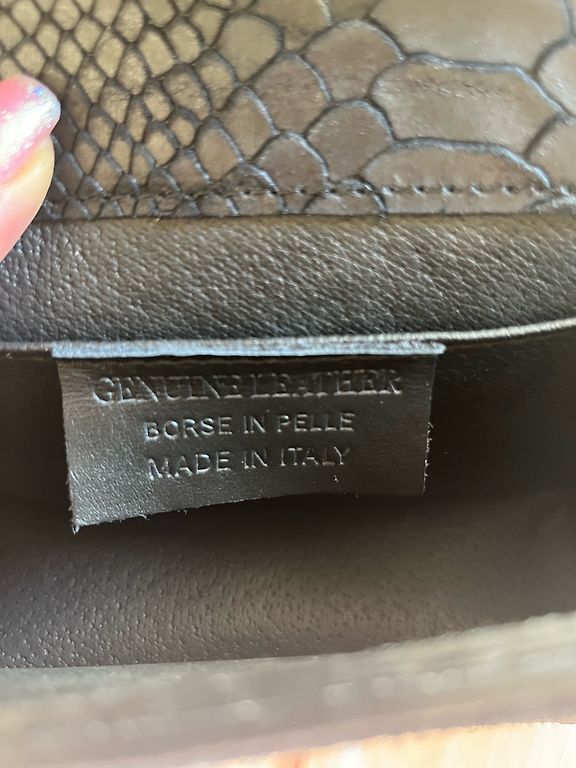 GENUINE LEATHER
BORSE IN PELLE
MADE IN ITALY